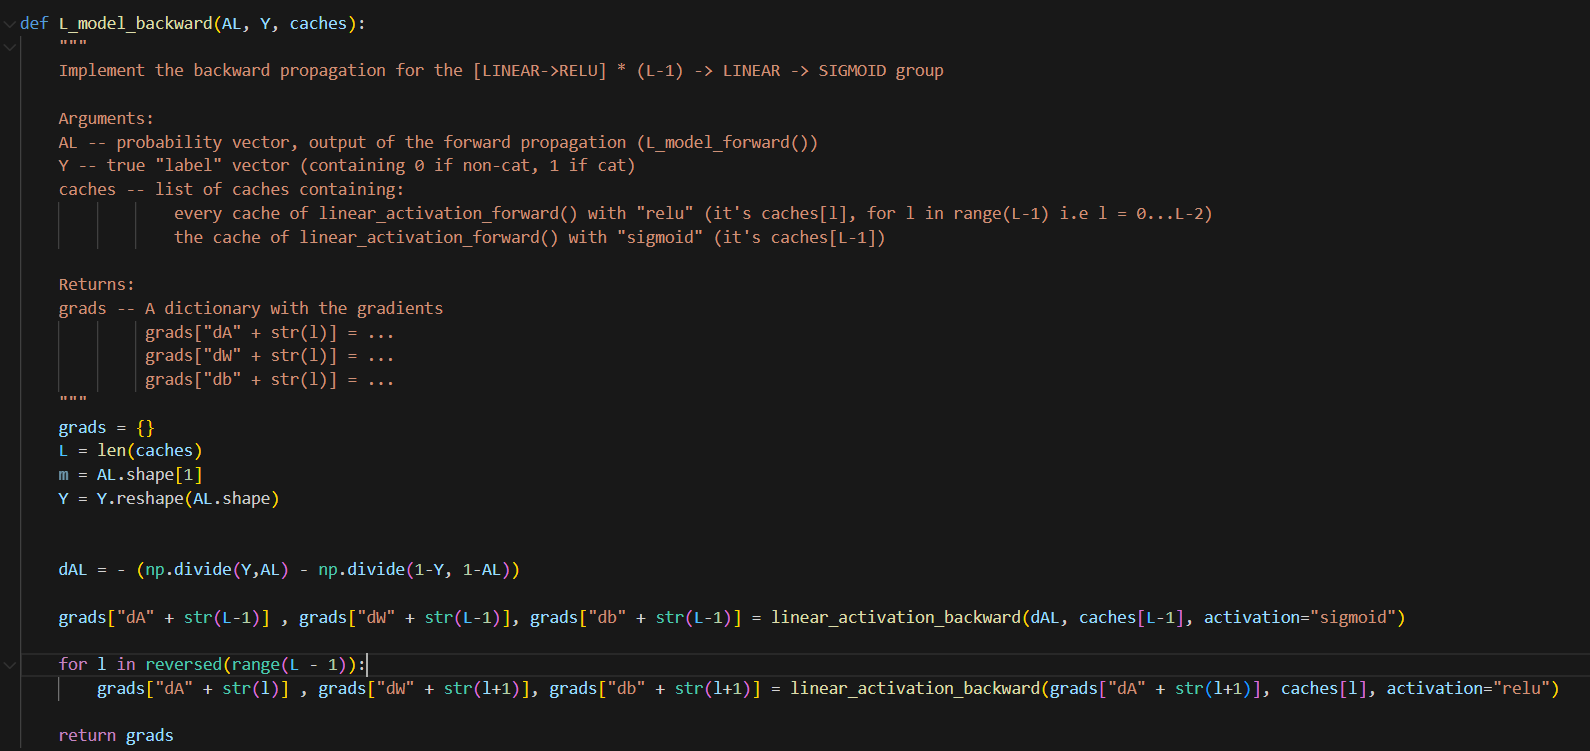 def L_model_backward(AL, Y, caches):
"""
Implement the backward propagation for the [LINEAR->RELU] * (L-1) -> LINEAR -> SIGMOID group
Arguments:
AL -- probability vector, output of the forward propagation (L_model_forward())
Y -- true "label" vector (containing 0 if non-cat, 1 if cat)
caches -- list of caches containing:
every cache of linear_activation_forward() with "relu" (it's caches[l], for l in range(L-1) i.e l = 0...L-2)
the cache of linear_activation_forward() with "sigmoid" (it's caches[L-1])
Returns:
grads -- A dictionary with the gradients
grads["dA" + str(l)] = ...
grads["dW" + str(l)] = ...
grads["db" + str(l)] = ...
"""
grads = {}
L = len(caches)
m = AL.shape[1]
Y = Y.reshape(AL.shape)
dAL = - (np.divide(Y,AL) - np.divide(1-Y, 1-AL))
grads["dA" + str(L-1)] , grads["dW" + str(L-1)], grads["db" + str(L-1)] = linear_activation_backward(dAL, caches[L-1], activation="sigmoid")
for l in reversed(range(L - 1)):
grads["dA" + str(l)] , grads["dW" + str(l+1)], grads["db" + str(l+1)] = linear_activation_backward(grads["dA" + str(l+1)], caches[l], activation="relu")
return grads